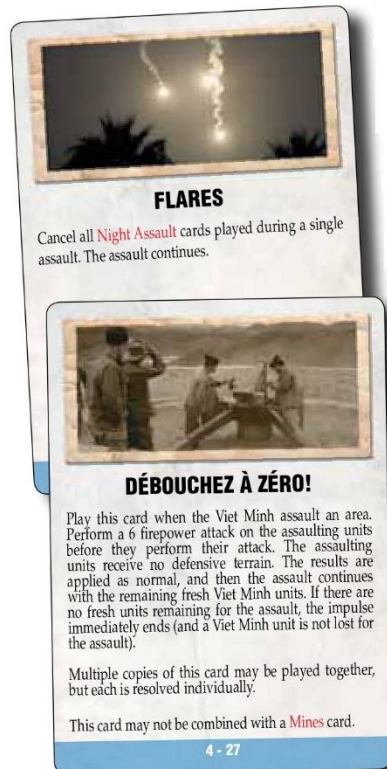 FLARES
Cancel all Night Assault cards played during a single
assault. The assault continues.
DÉBOUCHEZ À ZÉRO!
Play this card when the Viet Minh assault an area.
Perform a 6 firepower attack on the assaulting units
before they perform their attack. The assaulting
units receive no defensive terrain. The results are
applied as normal, and then the assault continues
with the remaining fresh Viet Minh units. If there are
no fresh units remaining for the assault, the impulse
immediately ends (and a Viet Minh unit is not lost for
the assault).
Multiple copies of this card may be played together,
but each is resolved individually.
This card may not be combined with a Mines card.
4 - 27